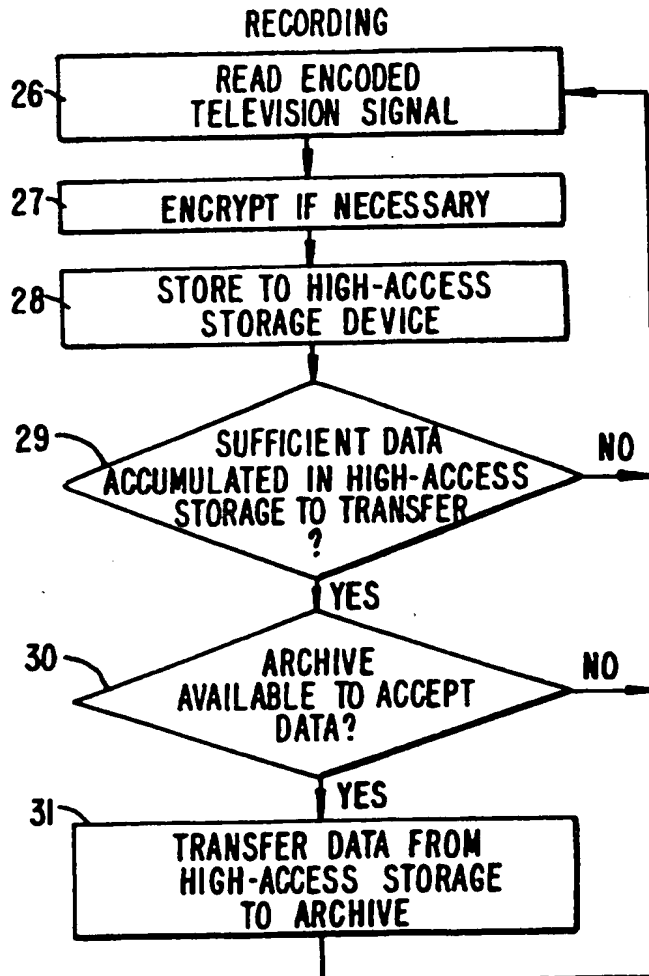 RECORDING
26
READ ENCODED
TELEVISION SIGNAL
27
ENCRYPT IF NECESSARY
28
STORE TO HIGH-ACCESS
STORAGE DEVICE
29
SUFFICIENT DATA
ACCUMULATED IN HIGH-ACCESS
STORAGE TO TRANSFER
?
NO
YES
30
ARCHIVE
AVAILABLE TO ACCEPT
DATA?
NO
YES
31
TRANSFER DATA FROM
HIGH-ACCESS STORAGE
TO ARCHIVE